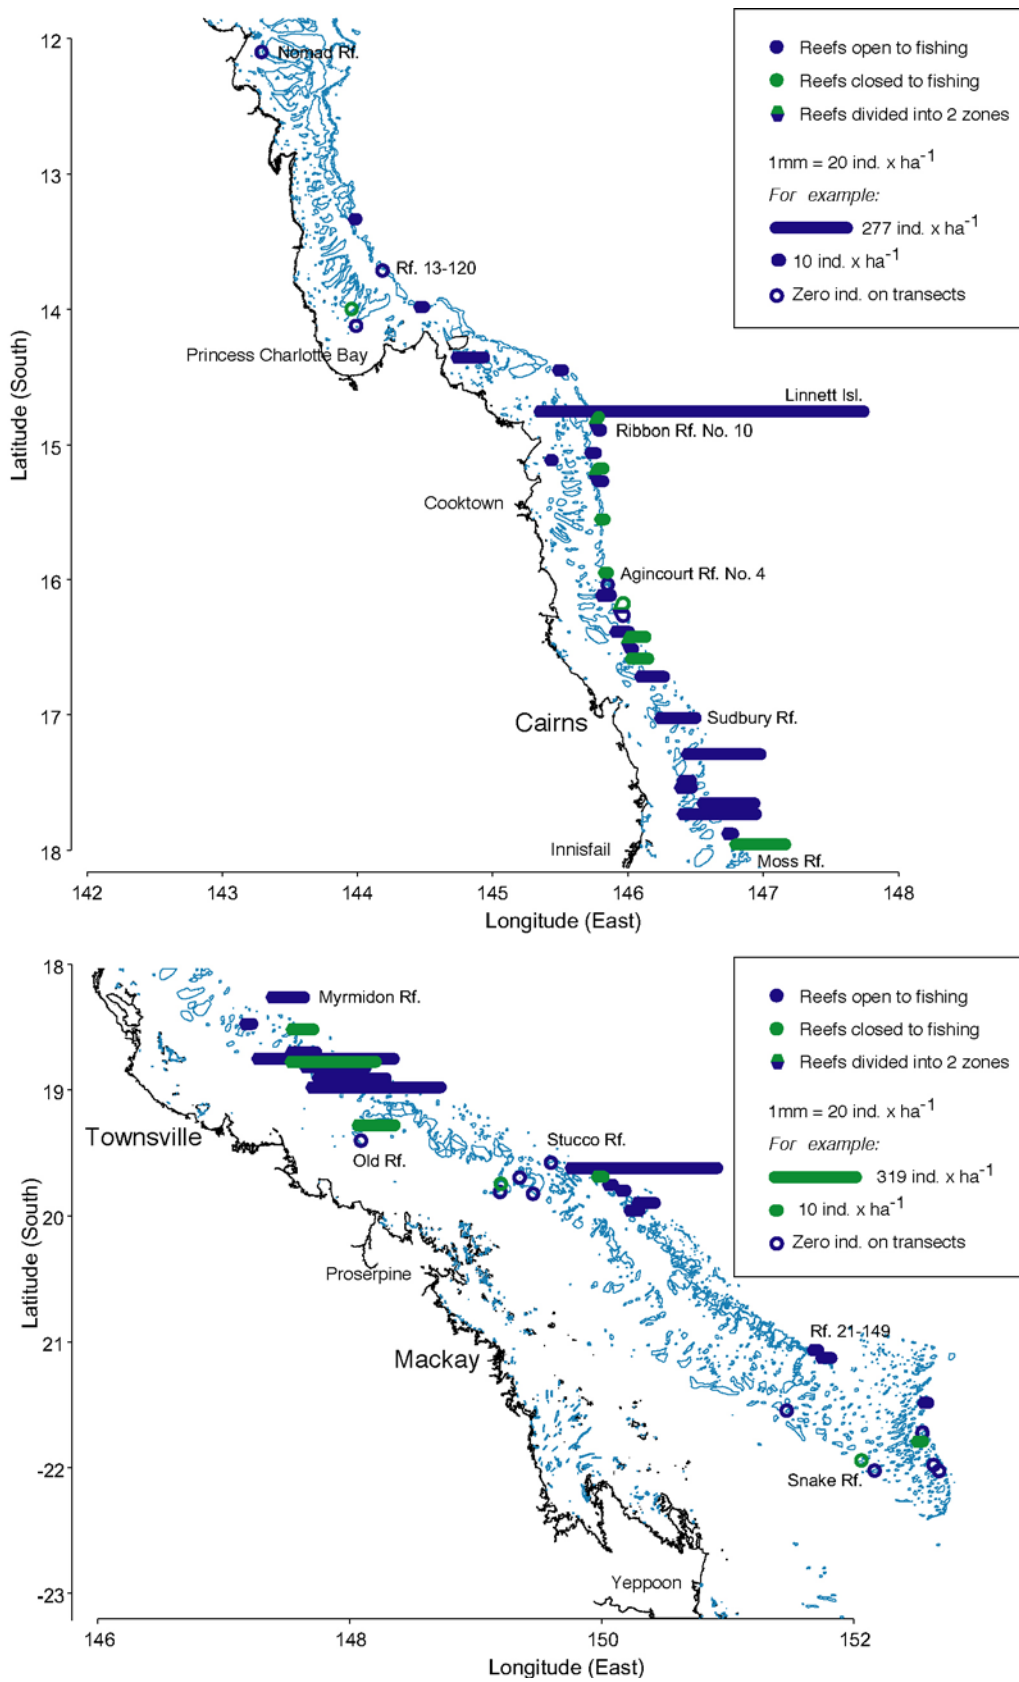 12
13
14
15
16
17
18
Latitude (South)
Nomad Rf.
Rf. 13-120
Princess Charlotte Bay
Linnett Isl.
Ribbon Rf. No. 10
Cooktown
Agincourt Rf. No. 4
Cairns
Sudbury Rf.
Innisfail
Moss Rf.
142 143 144 145 146 147 148
Longitude (East)
Reefs open to fishing
Reefs closed to fishing
Reefs divided into 2 zones
1mm = 20 ind. x ha⁻¹
For example:
277 ind. x ha⁻¹
10 ind. x ha⁻¹
Zero ind. on transects
18
19
20
21
-22
-23
Latitude (South)
Myrmidon Rf.
Townsville
Old Rf.
Stucco Rf.
Proserpine
Mackay
Rf. 21-149
Snake Rf.
Yeppoon
146 148 150 152
Longitude (East)
Reefs open to fishing
Reefs closed to fishing
Reefs divided into 2 zones
1mm = 20 ind. x ha⁻¹
For example:
319 ind. x ha⁻¹
10 ind. x ha⁻¹
Zero ind. on transects